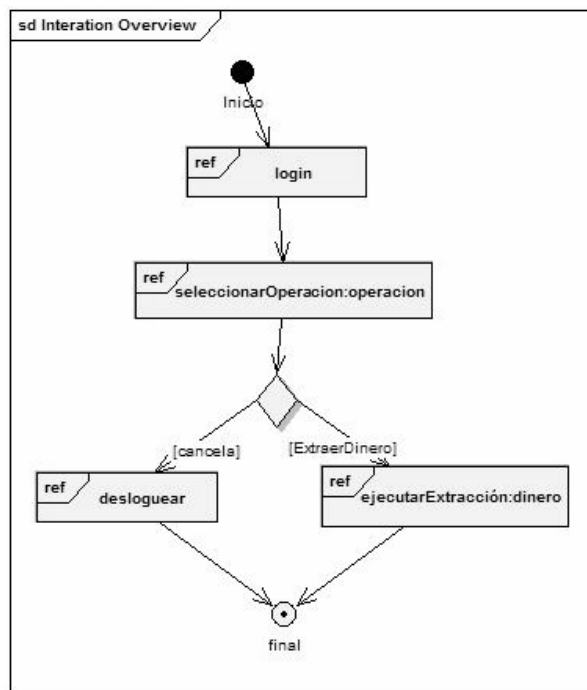 sd Interation Overview
Inicio
ref
login
ref
seleccionarOperacion:operacion
[cancela]
[ExtraerDinero]
ref
desloguear
ref
ejecutarExtracción:dinero
final